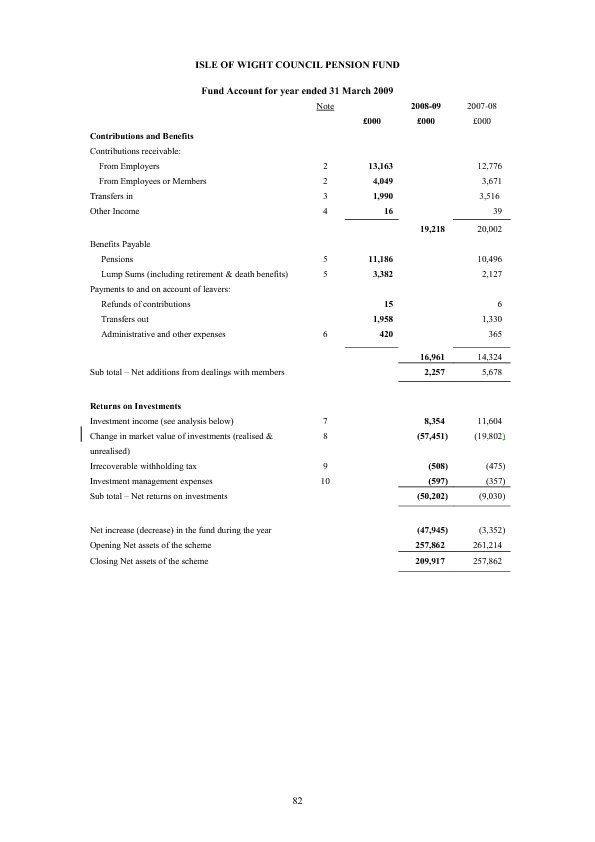 ISLE OF WIGHT COUNCIL PENSION FUND
Fund Account for year ended 31 March 2009
Note 2008-09 2007-08
£000 £000 £000
Contributions and Benefits
Contributions receivable:
From Employers 2 13,163 12,776
From Employees or Members 2 4,049 3,671
Transfers in 3 1,990 3,516
Other Income 4 16 39
19,218 20,002
Benefits Payable
Pensions 5 11,186 10,496
Lump Sums (including retirement & death benefits) 5 3,382 2,127
Payments to and on account of leavers:
Refunds of contributions 15 6
Transfers out 1,958 1,330
Administrative and other expenses 6 420 365
16,961 14,324
Sub total – Net additions from dealings with members 2,257 5,678
Returns on Investments
Investment income (see analysis below) 7 8,354 11,604
Change in market value of investments (realised & 8 (57,451) (19,802)
unrealised)
Irrecoverable withholding tax 9 (508) (475)
Investment management expenses 10 (597) (357)
Sub total – Net returns on investments (50,202) (9,030)
Net increase (decrease) in the fund during the year (47,945) (3,352)
Opening Net assets of the scheme 257,862 261,214
Closing Net assets of the scheme 209,917 257,862
82